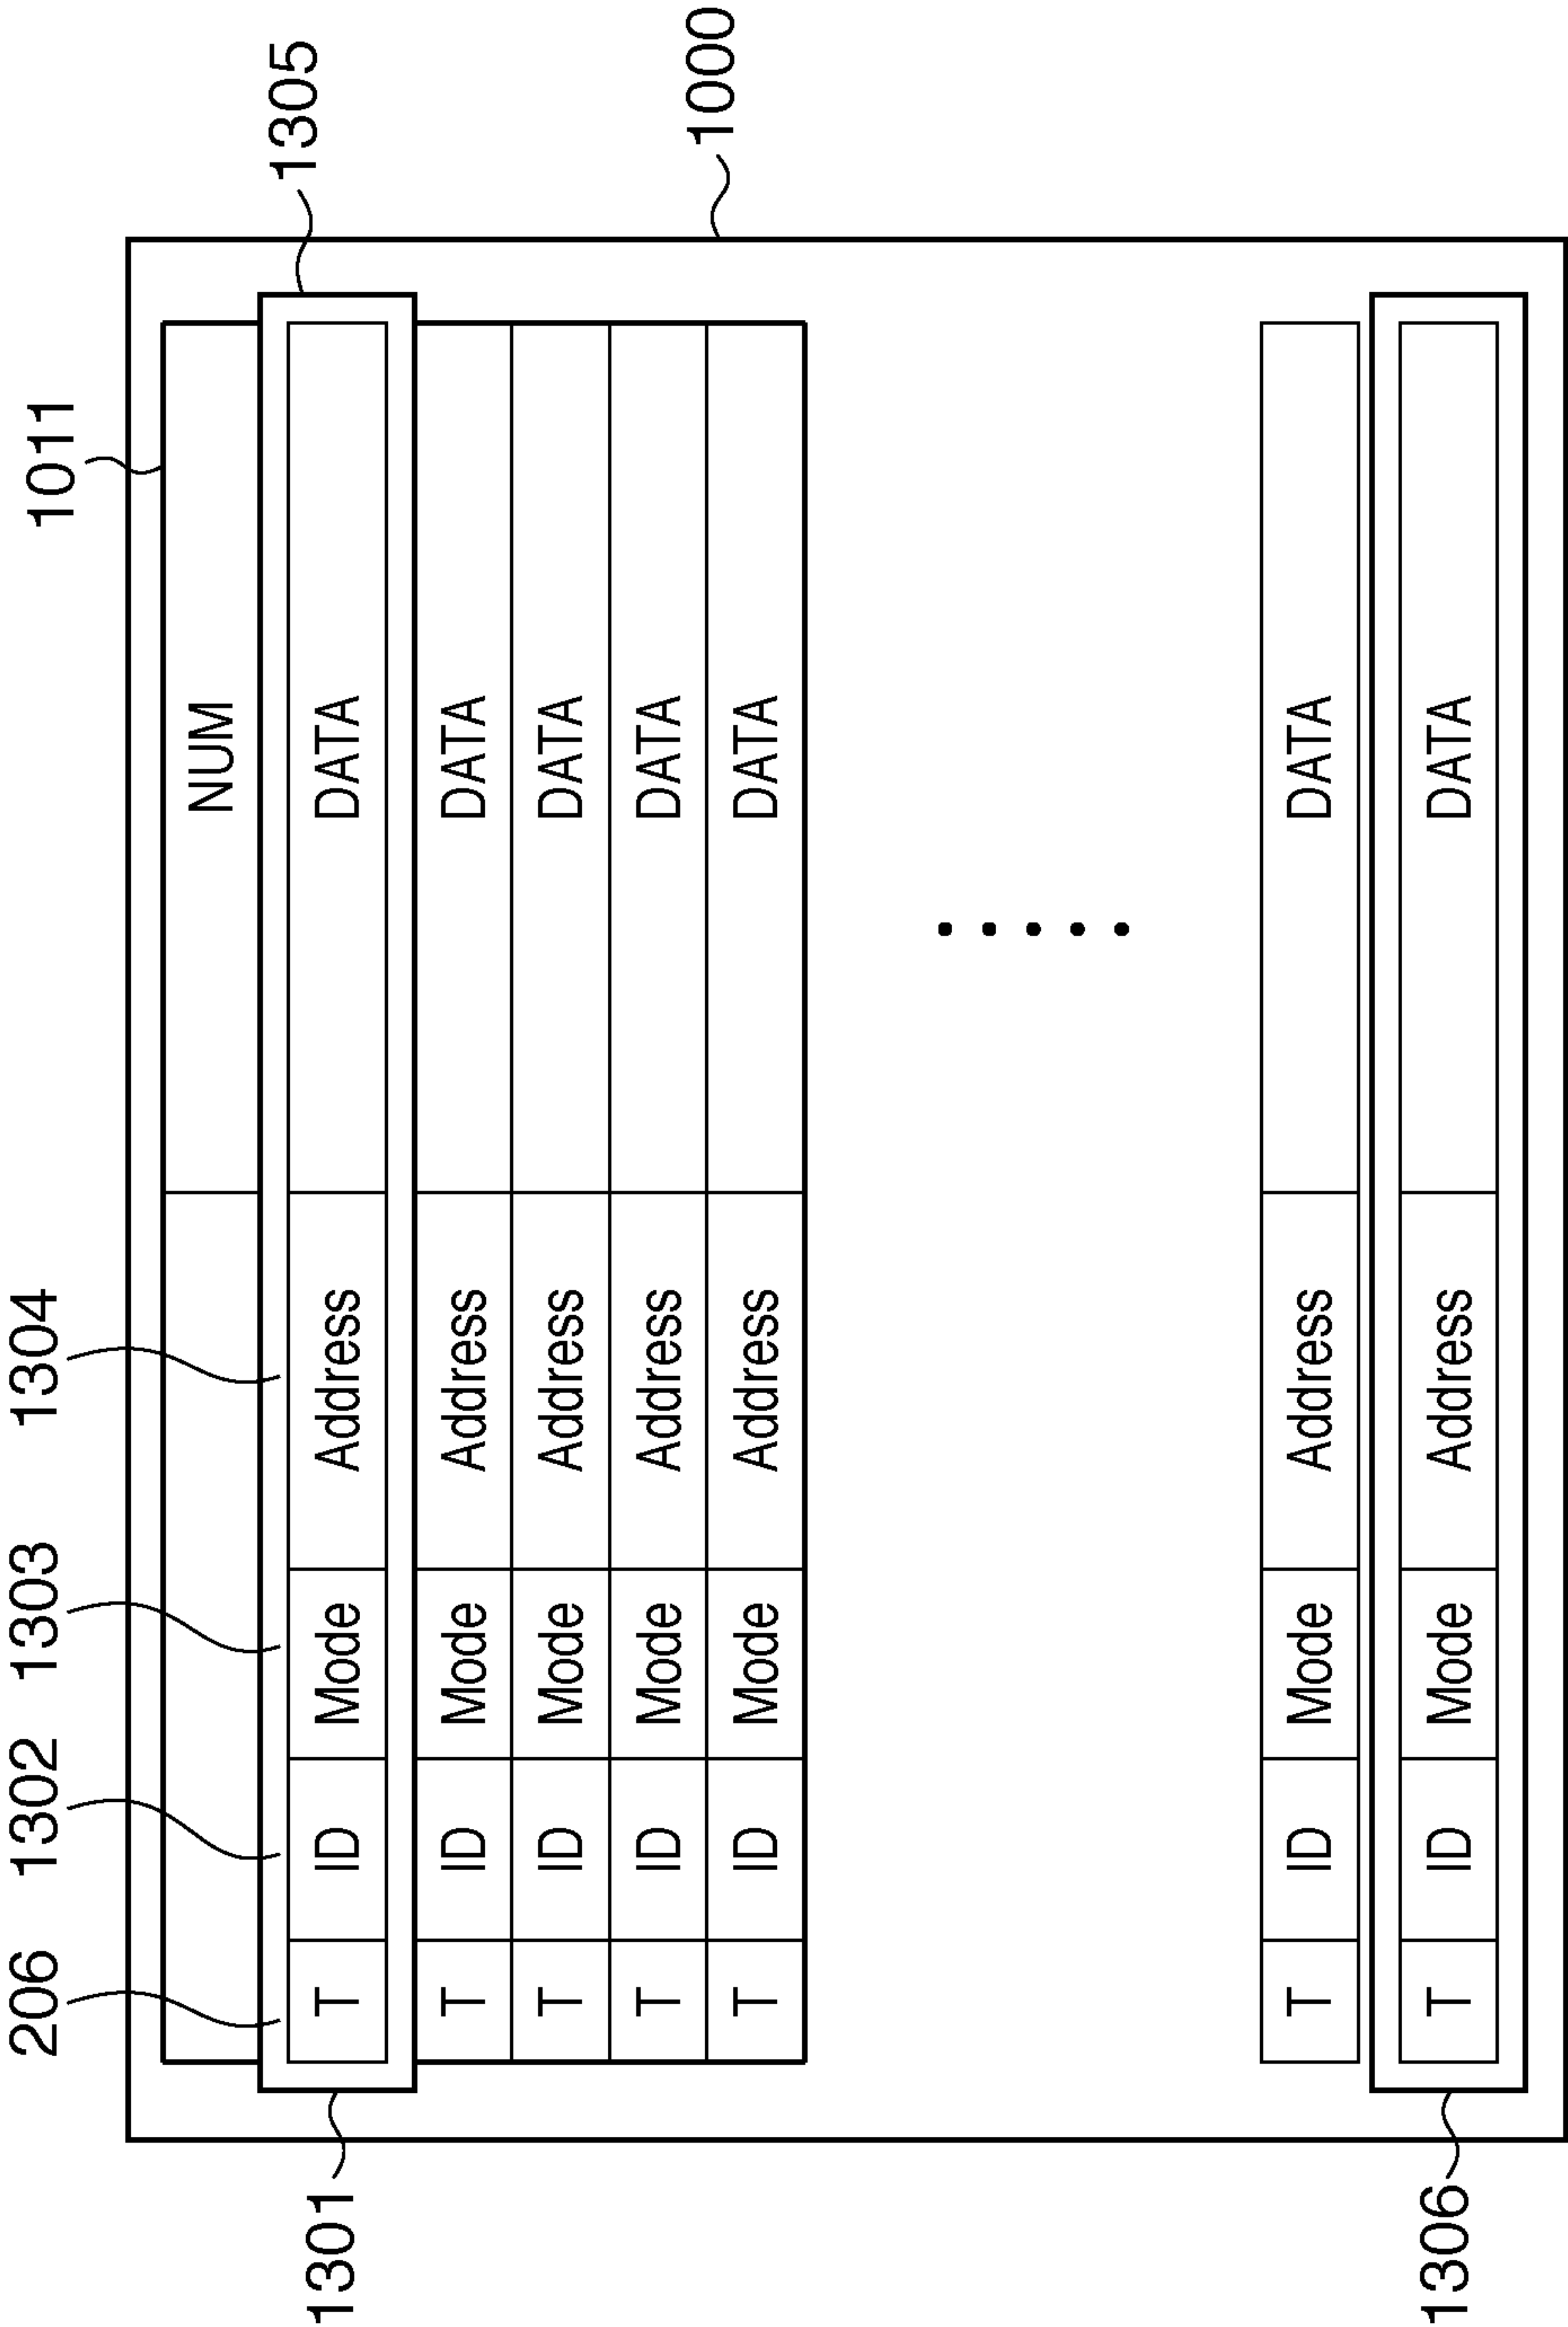 206 1302 1303 1304 1011
NUM
1301 T ID Mode Address DATA 1305
T ID Mode Address DATA
T ID Mode Address DATA
T ID Mode Address DATA
1000
T ID Mode Address DATA
.....
T ID Mode Address DATA
1306 T ID Mode Address DATA